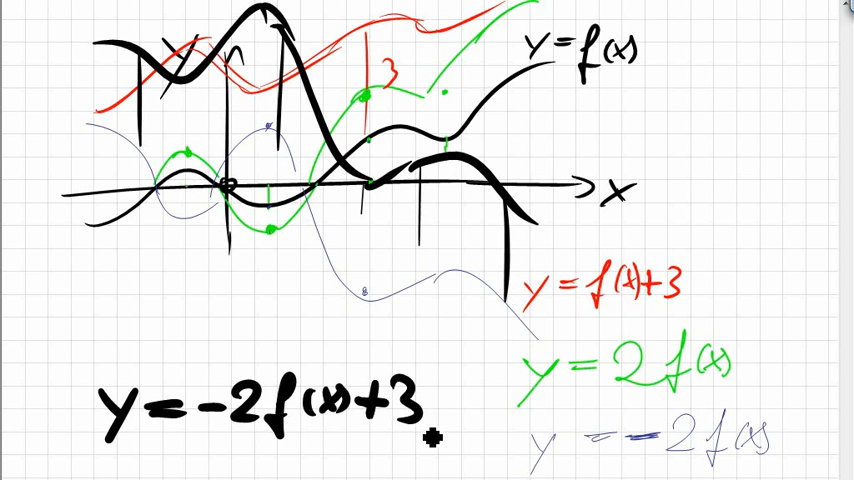 y = f(x)
y
3
x
y = f(x)+3
y = 2f(x)
y = -2f(x)+3
y = -2f(x)